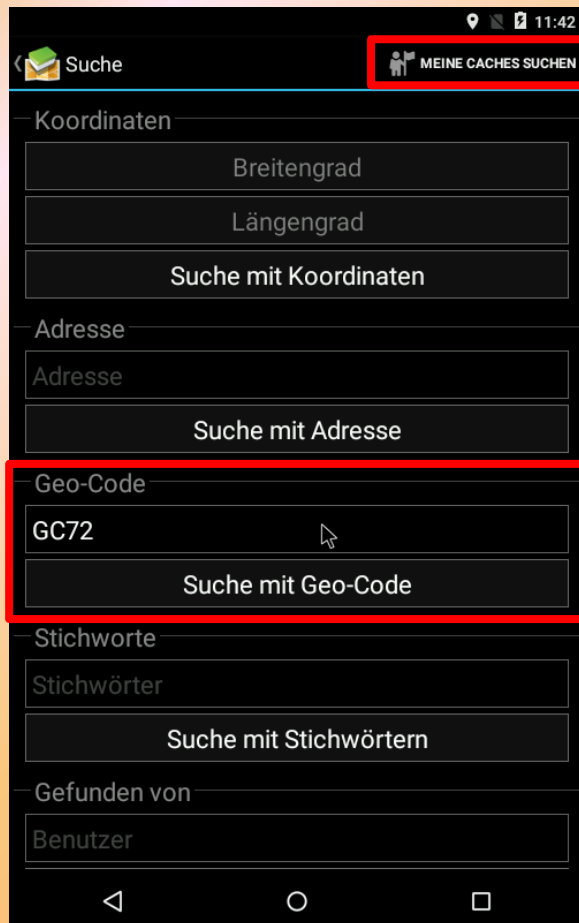 11:42
Suche
MEINE CACHES SUCHEN
Koordinaten
Breitengrad
Längengrad
Suche mit Koordinaten
Adresse
Adresse
Suche mit Adresse
Geo-Code
GC72
Suche mit Geo-Code
Stichworte
Stichwörter
Suche mit Stichwörtern
Gefunden von
Benutzer